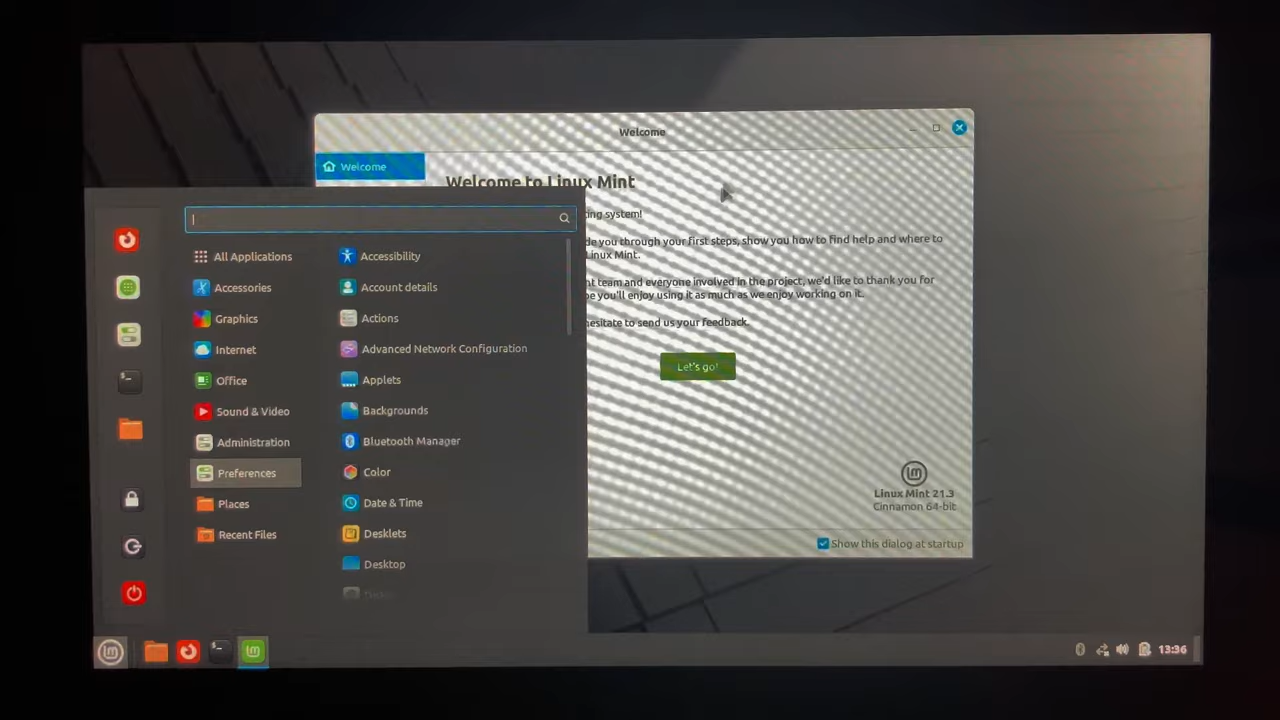 Welcome
Welcome
Welcome to Linux Mint
ing system!
de you through your first steps, show you how to find help and where to
Linux Mint.
nt team and everyone involved in the project, we'd like to thank you for
pe you'll enjoy using it as much as we enjoy working on it.
hesitate to send us your feedback.
Let's go!
Linux Mint 21.3
Cinnamon 64-bit
Show this dialog at startup
All Applications
Accessories
Graphics
Internet
Office
Sound & Video
Administration
Preferences
Places
Recent Files
Accessibility
Account details
Actions
Advanced Network Configuration
Applets
Backgrounds
Bluetooth Manager
Color
Date & Time
Desklets
Desktop
13:36